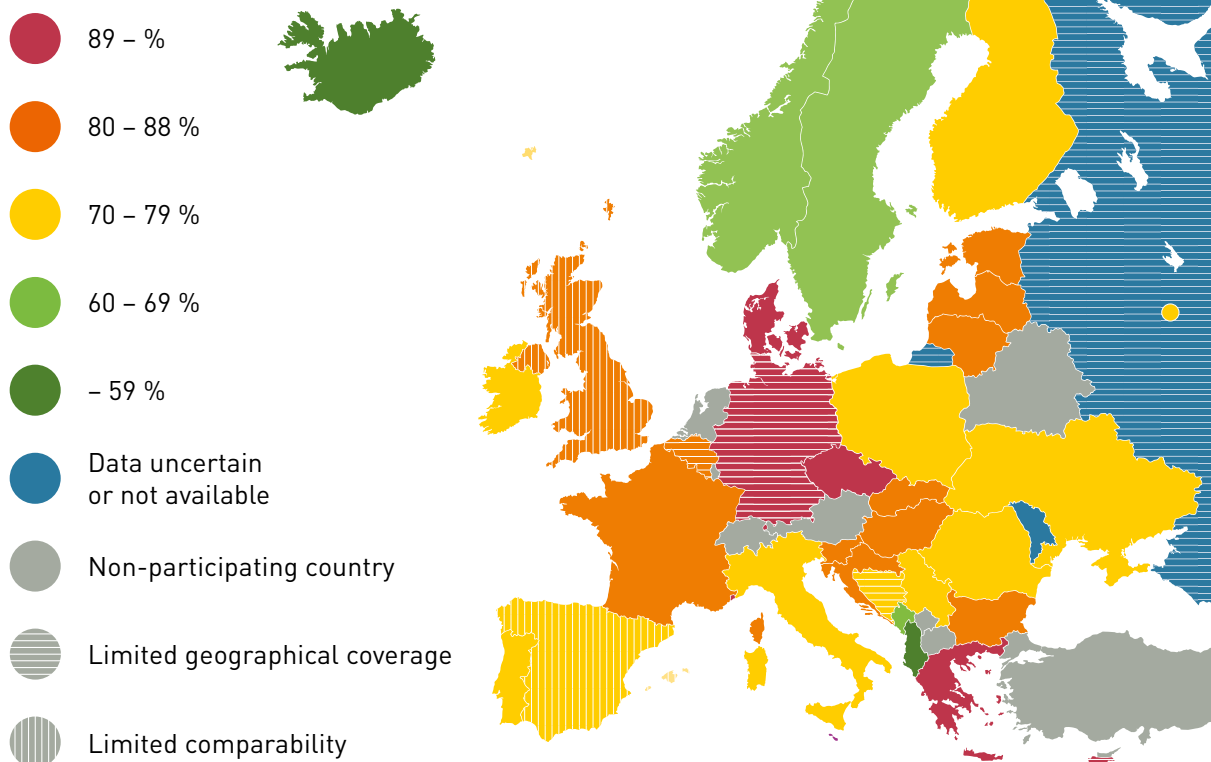 89 – %
80 – 88 %
70 – 79 %
60 – 69 %
– 59 %
Data uncertain
or not available
Non-participating country
Limited geographical coverage
Limited comparability